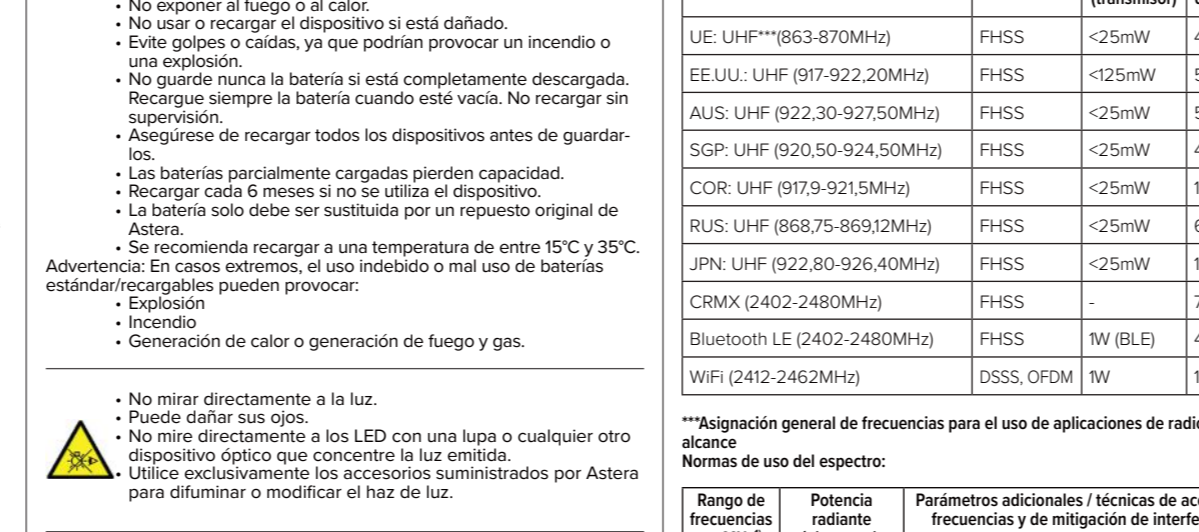 • No exponer al fuego o al calor.
• No usar o recargar el dispositivo si está dañado.
• Evite golpes o caídas, ya que podrían provocar un incendio o
una explosión.
• No guarde nunca la batería si está completamente descargada.
Recargue siempre la batería cuando esté vacía. No recargar sin
supervisión.
• Asegúrese de recargar todos los dispositivos antes de guardar-
los.
• Las baterías parcialmente cargadas pierden capacidad.
• Recargar cada 6 meses si no se utiliza el dispositivo.
• La batería solo debe ser sustituida por un repuesto original de
Astera.
• Se recomienda recargar a una temperatura de entre 15°C y 35°C.
Advertencia: En casos extremos, el uso indebido o mal uso de baterías
estándar/recargables pueden provocar:
• Explosión
• Incendio
• Generación de calor o generación de fuego y gas.
• No mirar directamente a la luz.
• Puede dañar sus ojos.
• No mire directamente a los LED con una lupa o cualquier otro
dispositivo óptico que concentre la luz emitida.
• Utilice exclusivamente los accesorios suministrados por Astera
para difuminar o modificar el haz de luz.
(transmisor)
UE: UHF***(863-870MHz) FHSS <25mW
EE.UU.: UHF (917-922,20MHz) FHSS <125mW
AUS: UHF (922,30-927,50MHz) FHSS <25mW
SGP: UHF (920,50-924,50MHz) FHSS <25mW
COR: UHF (917,9-921,5MHz) FHSS <25mW
RUS: UHF (868,75-869,12MHz) FHSS <25mW
JPN: UHF (922,80-926,40MHz) FHSS <25mW
CRMX (2402-2480MHz) FHSS -
Bluetooth LE (2402-2480MHz) FHSS 1W (BLE)
WiFi (2412-2462MHz) DSSS, OFDM 1W
***Asignación general de frecuencias para el uso de aplicaciones de
alcance
Normas de uso del espectro:
Rango de Potencia Parámetros adicionales / técnicas de
frecuencias radiante frecuencias y de mitigación de